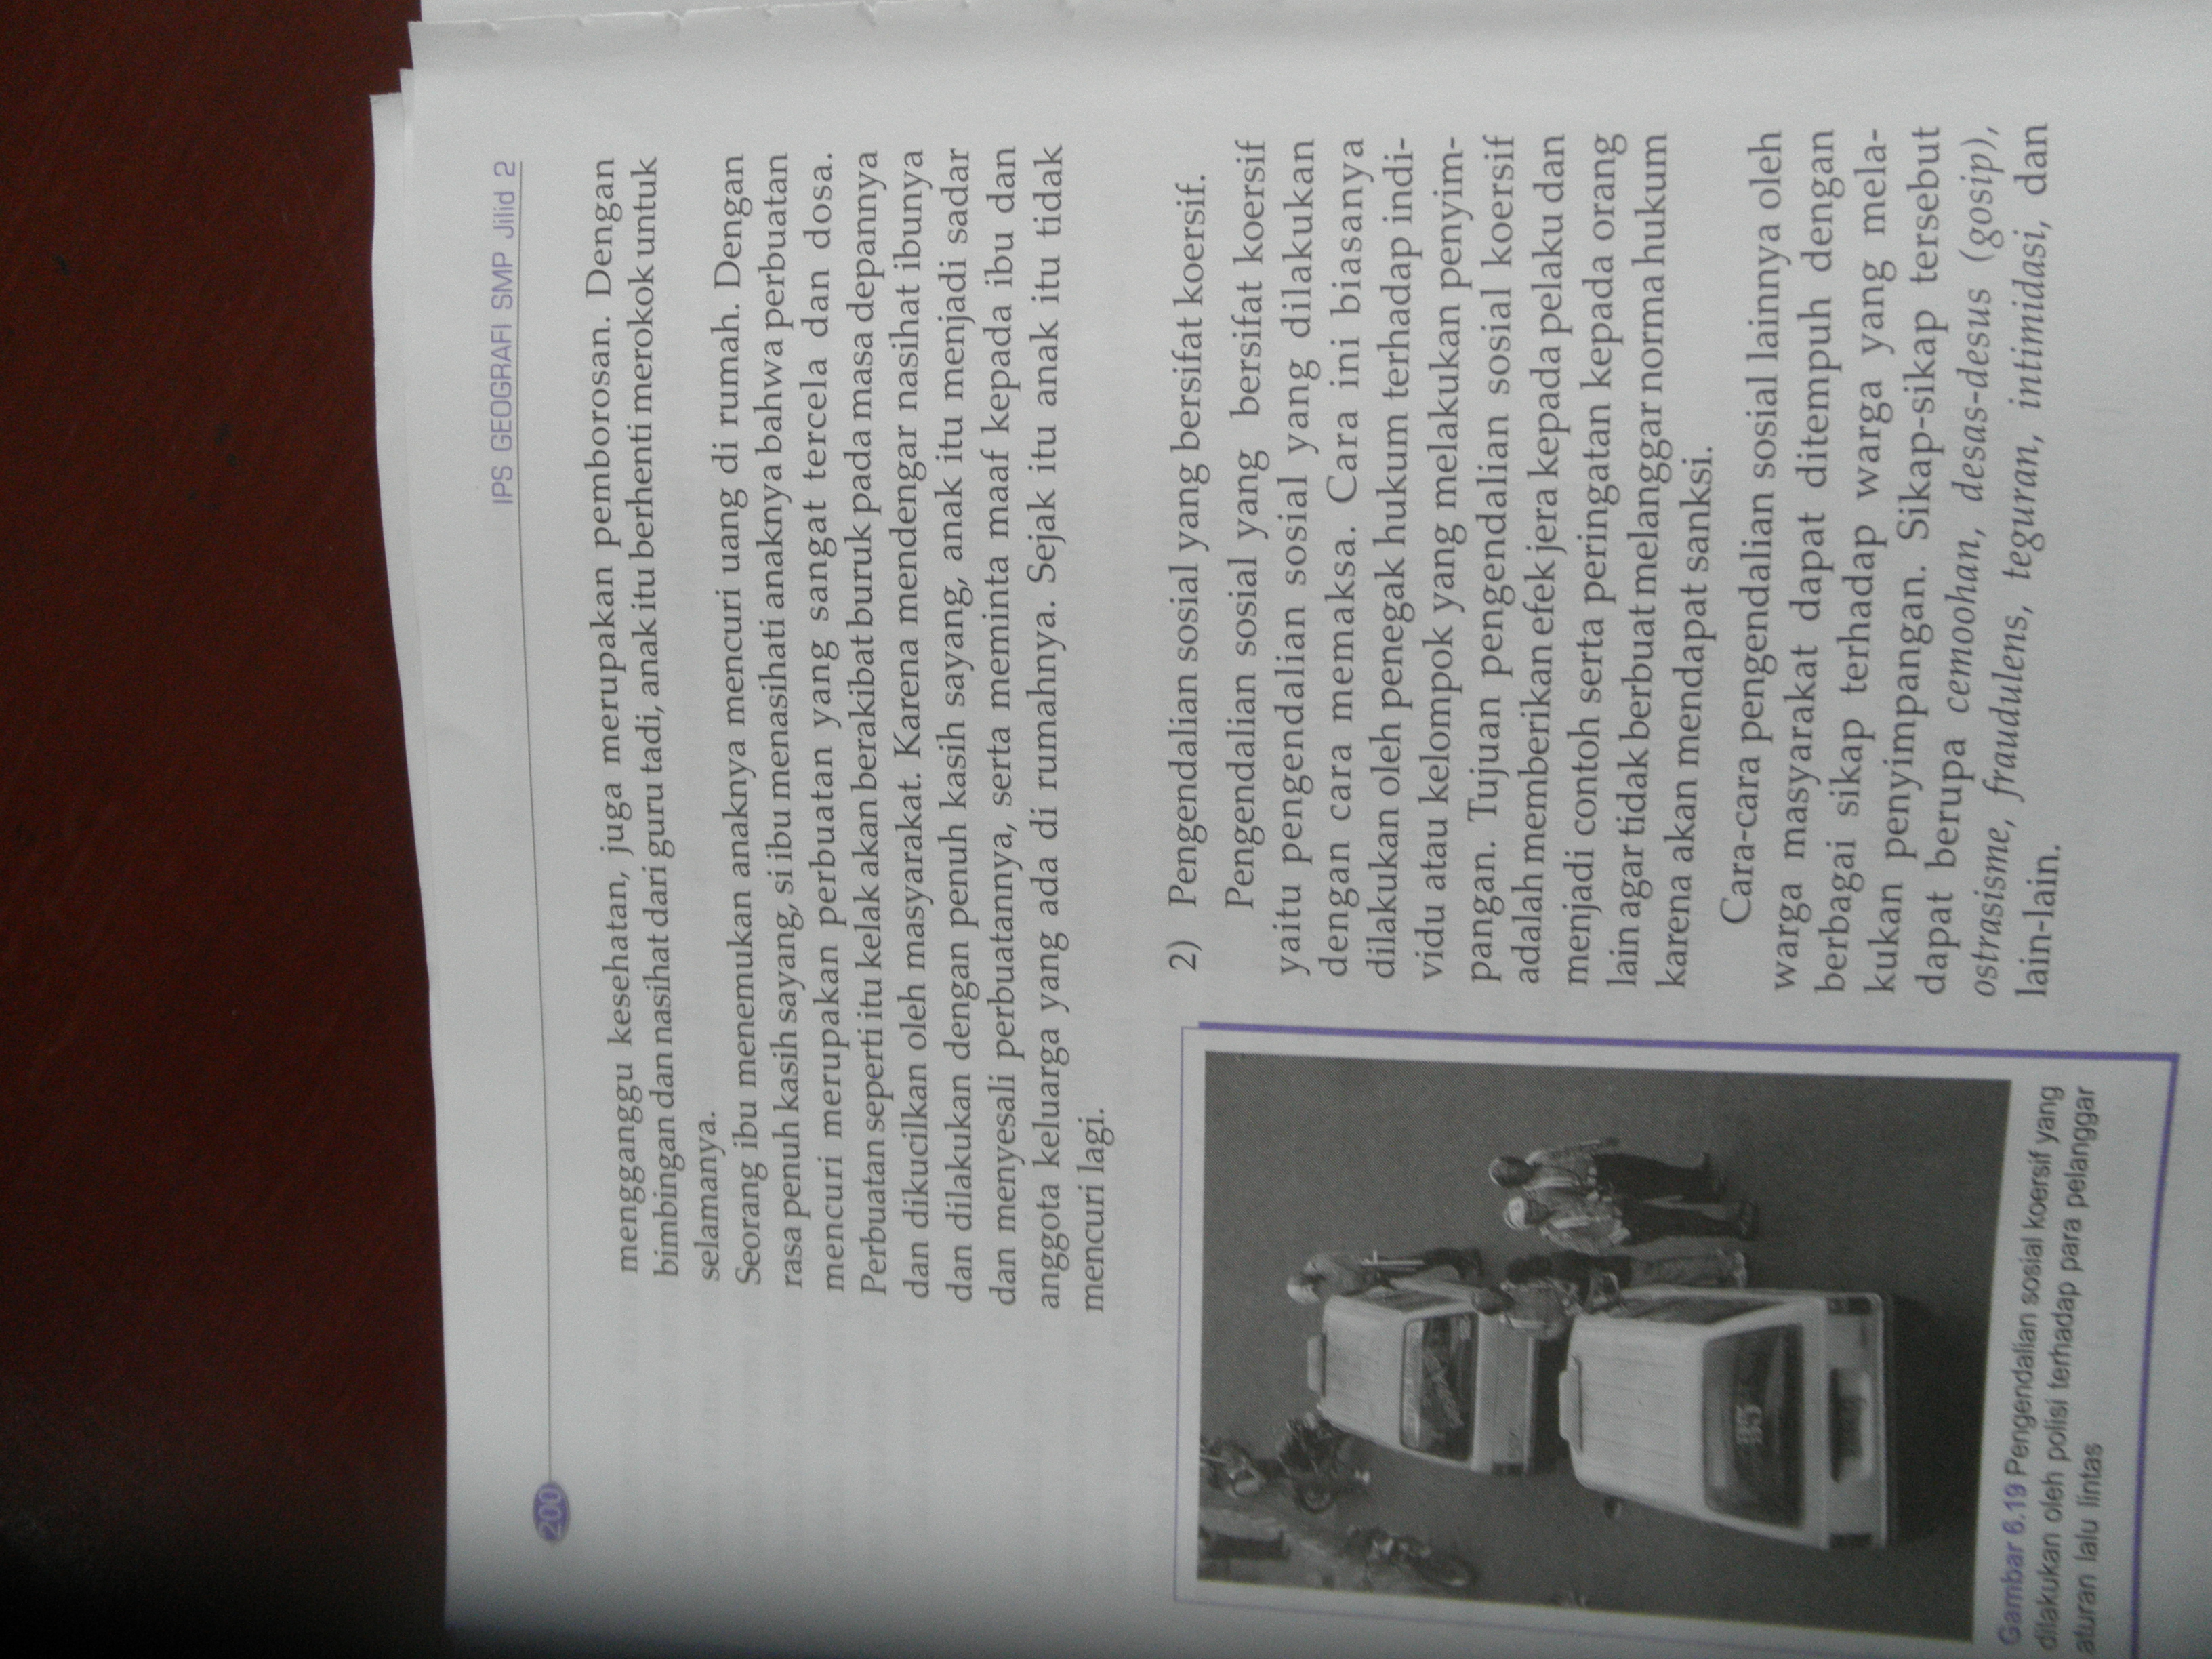 200
IPS GEOGRAFI SMP Jilid 2
mengganggu kesehatan, juga merupakan pemborosan. Dengan
bimbingan dan nasihat dari guru tadi, anak itu berhenti merokok untuk
selamanya.
Seorang ibu menemukan anaknya mencuri uang di rumah. Dengan
rasa penuh kasih sayang, si ibu menasihati anaknya bahwa perbuatan
mencuri merupakan perbuatan yang sangat tercela dan dosa.
Perbuatan seperti itu kelak akan berakibat buruk pada masa depannya
dan dikucilkan oleh masyarakat. Karena mendengar nasihat ibunya
dan dilakukan dengan penuh kasih sayang, anak itu menjadi sadar
dan menyesali perbuatannya, serta meminta maaf kepada ibu dan
anggota keluarga yang ada di rumahnya. Sejak itu anak itu tidak
mencuri lagi.
2) Pengendalian sosial yang bersifat koersif.
Pengendalian sosial yang bersifat koersif
yaitu pengendalian sosial yang dilakukan
dengan cara memaksa. Cara ini biasanya
dilakukan oleh penegak hukum terhadap indi-
vidu atau kelompok yang melakukan penyim-
pangan. Tujuan pengendalian sosial koersif
adalah memberikan efek jera kepada pelaku dan
menjadi contoh serta peringatan kepada orang
lain agar tidak berbuat melanggar norma hukum
karena akan mendapat sanksi.
Cara-cara pengendalian sosial lainnya oleh
warga masyarakat dapat ditempuh dengan
berbagai sikap terhadap warga yang mela-
kukan penyimpangan. Sikap-sikap tersebut
dapat berupa cemoohan, desas-desus (gosip),
ostrasisme, fraudulens, teguran, intimidasi, dan
lain-lain.
Gambar 6.19 Pengendalian sosial koersif yang
dilakukan oleh polisi terhadap para pelanggar
aturan lalu lintas